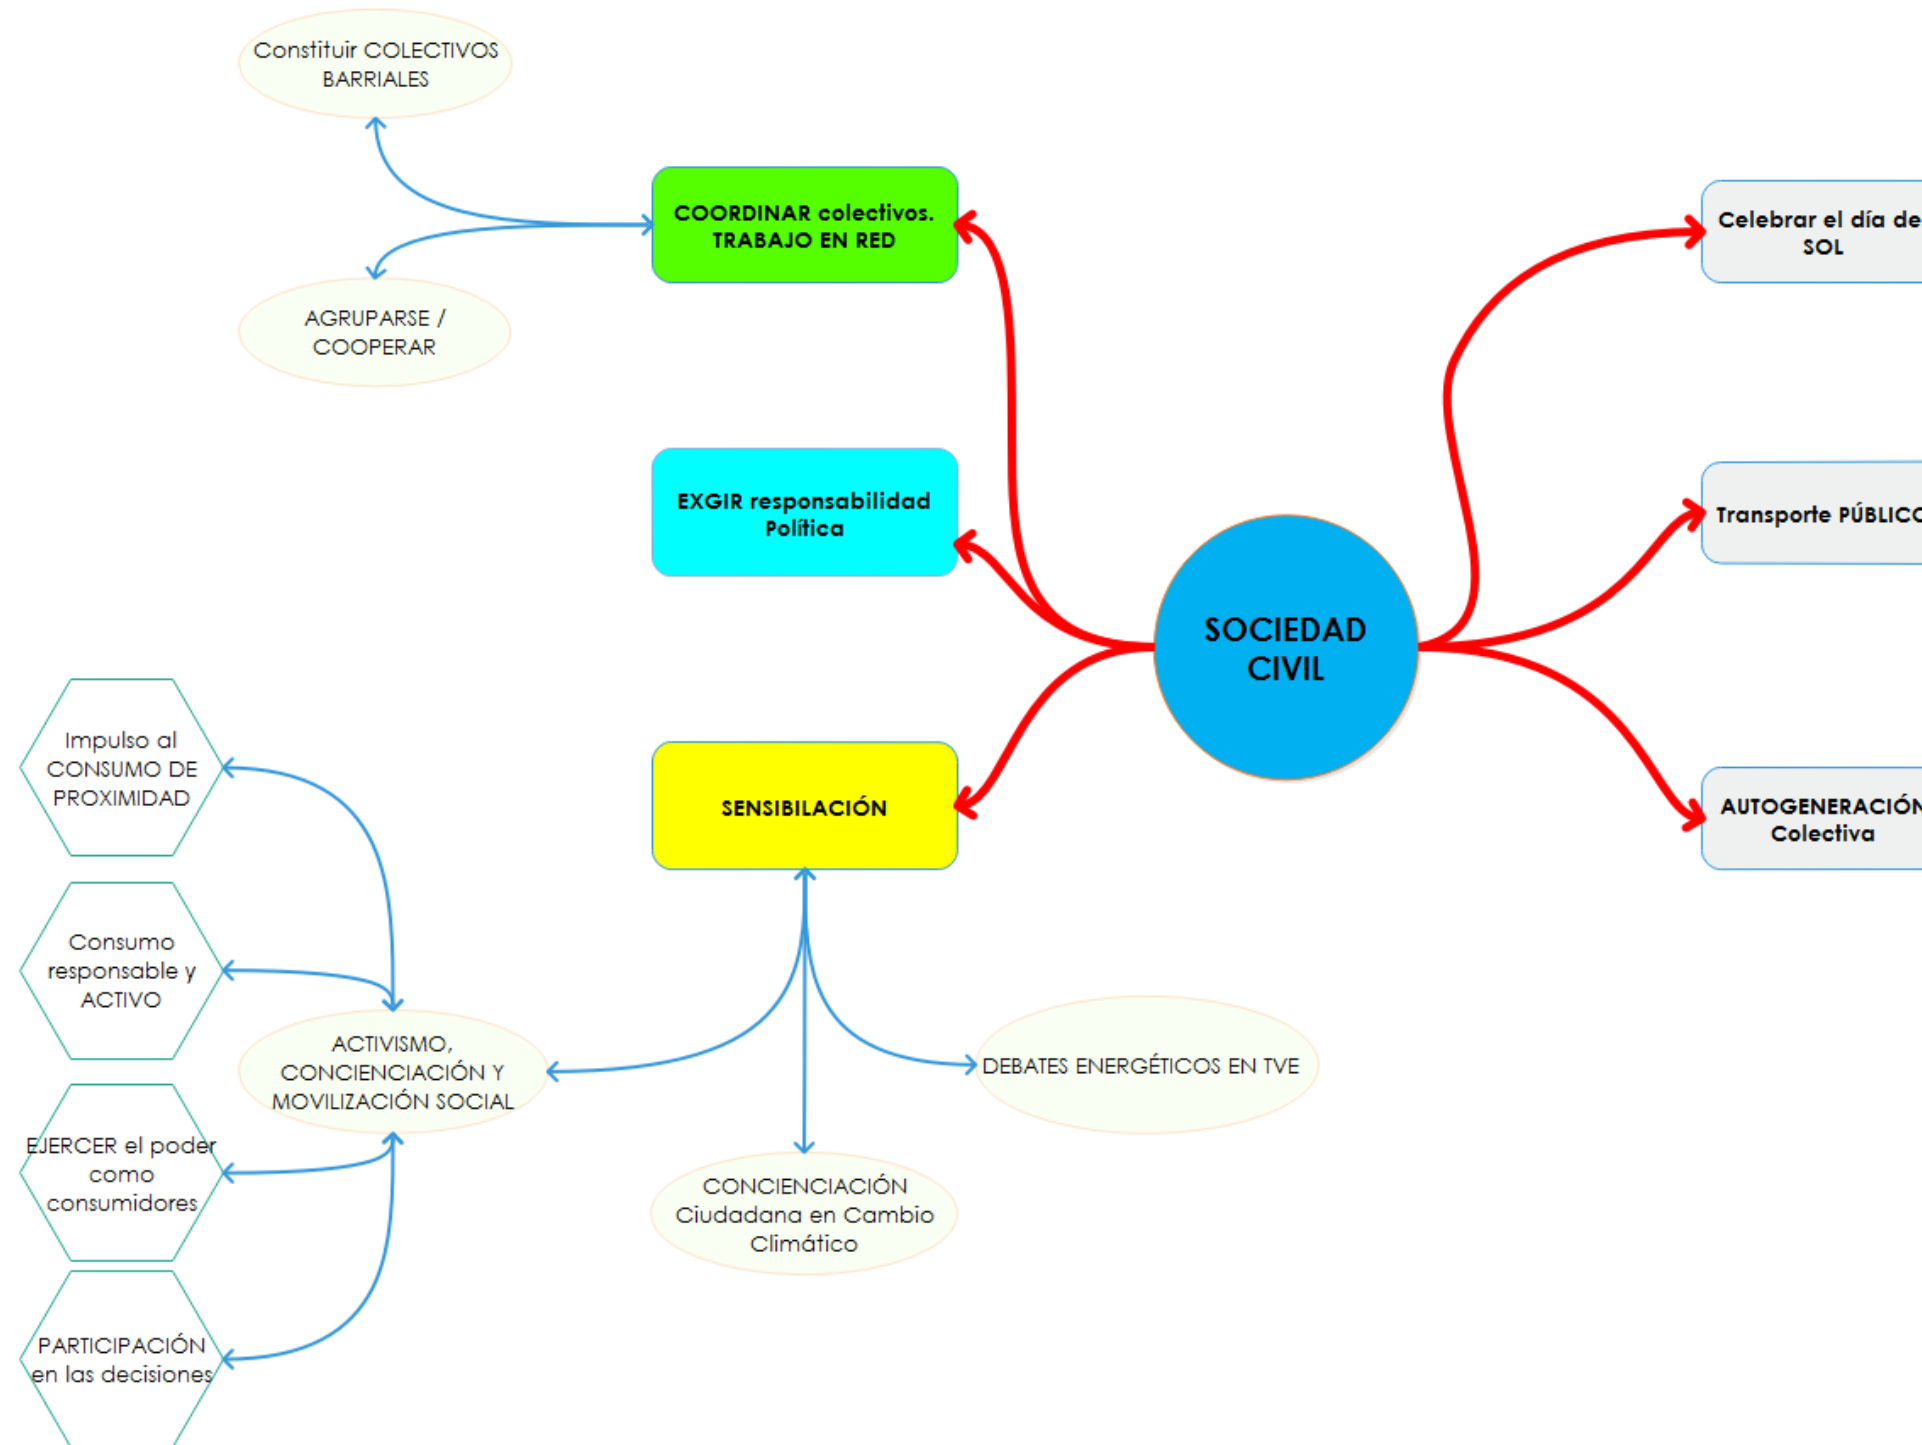 Constituir COLECTIVOS
BARRIALES
COORDINAR colectivos.
TRABAJO EN RED
AGRUPARSE /
COOPERAR
EXGIR responsabilidad
Política
SENSIBILACIÓN
SOCIEDAD
CIVIL
Celebrar el día de
SOL
Transporte PÚBLICO
AUTOGENERACIÓN
Colectiva
Impulso al
CONSUMO DE
PROXIMIDAD
Consumo
responsable y
ACTIVO
EJERCER el poder
como
consumidores
PARTICIPACIÓN
en las decisiones
ACTIVISMO,
CONCIENCIACIÓN Y
MOVILIZACIÓN SOCIAL
DEBATES ENERGÉTICOS EN TVE
CONCIENCIACIÓN
Ciudadana en Cambio
Climático